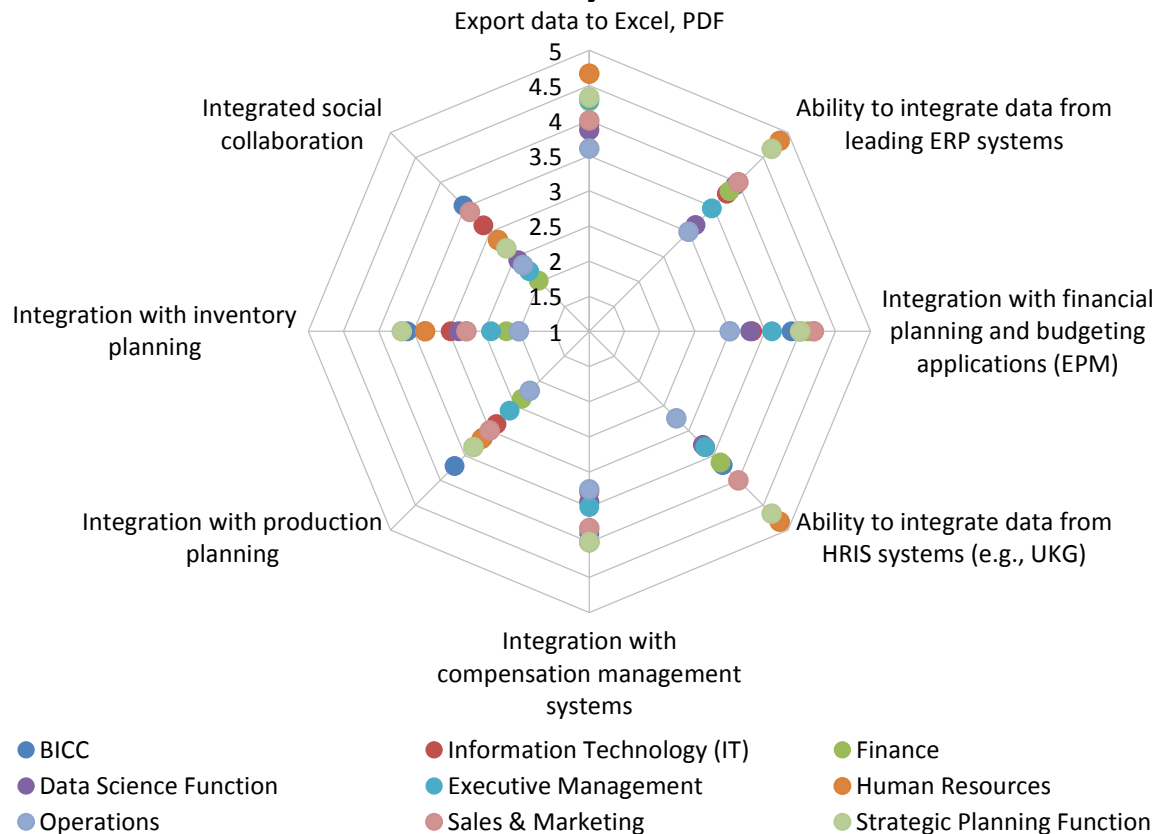 Export data to Excel, PDF
5
4.5
4
3.5
3
2.5
2
1.5
1
Ability to integrate data from
leading ERP systems
Integration with financial
planning and budgeting
applications (EPM)
Ability to integrate data from
HRIS systems (e.g., UKG)
Integration with
compensation management
systems
Integration with production
planning
Integration with inventory
planning
Integrated social
collaboration
BICC
Information Technology (IT)
Finance
Data Science Function
Executive Management
Human Resources
Operations
Sales & Marketing
Strategic Planning Function